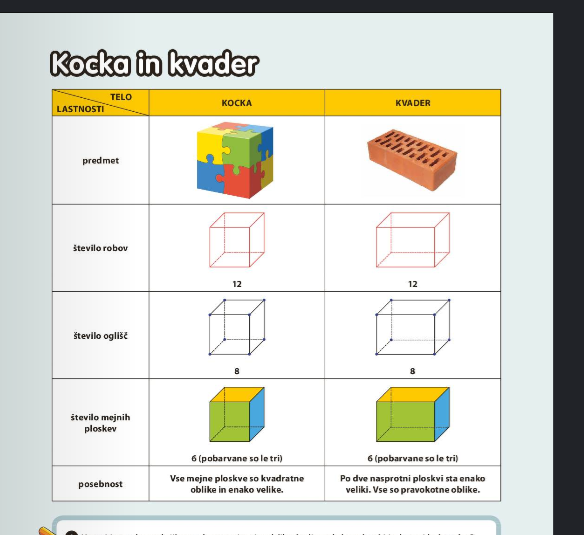 Kocka in kvader
TELO
LASTNOSTI
KOCKA
KVADER
predmet
število robov
12
12
število oglišč
8
8
število mejnih
ploskev
6 (pobarvane so le tri)
6 (pobarvane so le tri)
posebnost
Vse mejne ploskve so kvadratne
oblike in enako velike.
Po dve nasprotni ploskvi sta enako
veliki. Vse so pravokotne oblike.